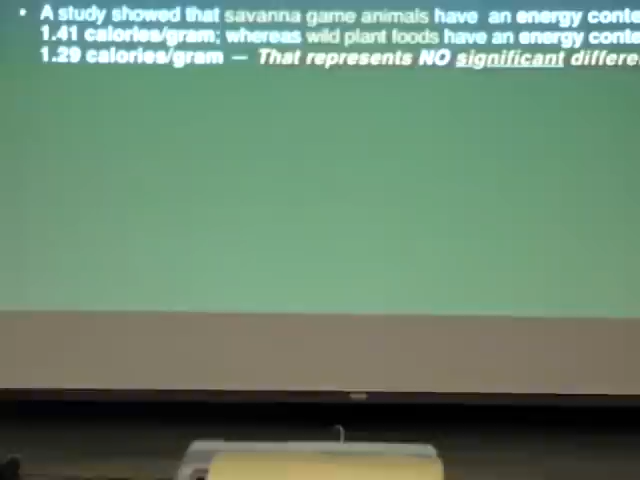 • A study showed that savanna game animals have an energy conte
1.41 calories/gram; whereas wild plant foods have an energy conte
1.29 calories/gram — That represents NO significant differe